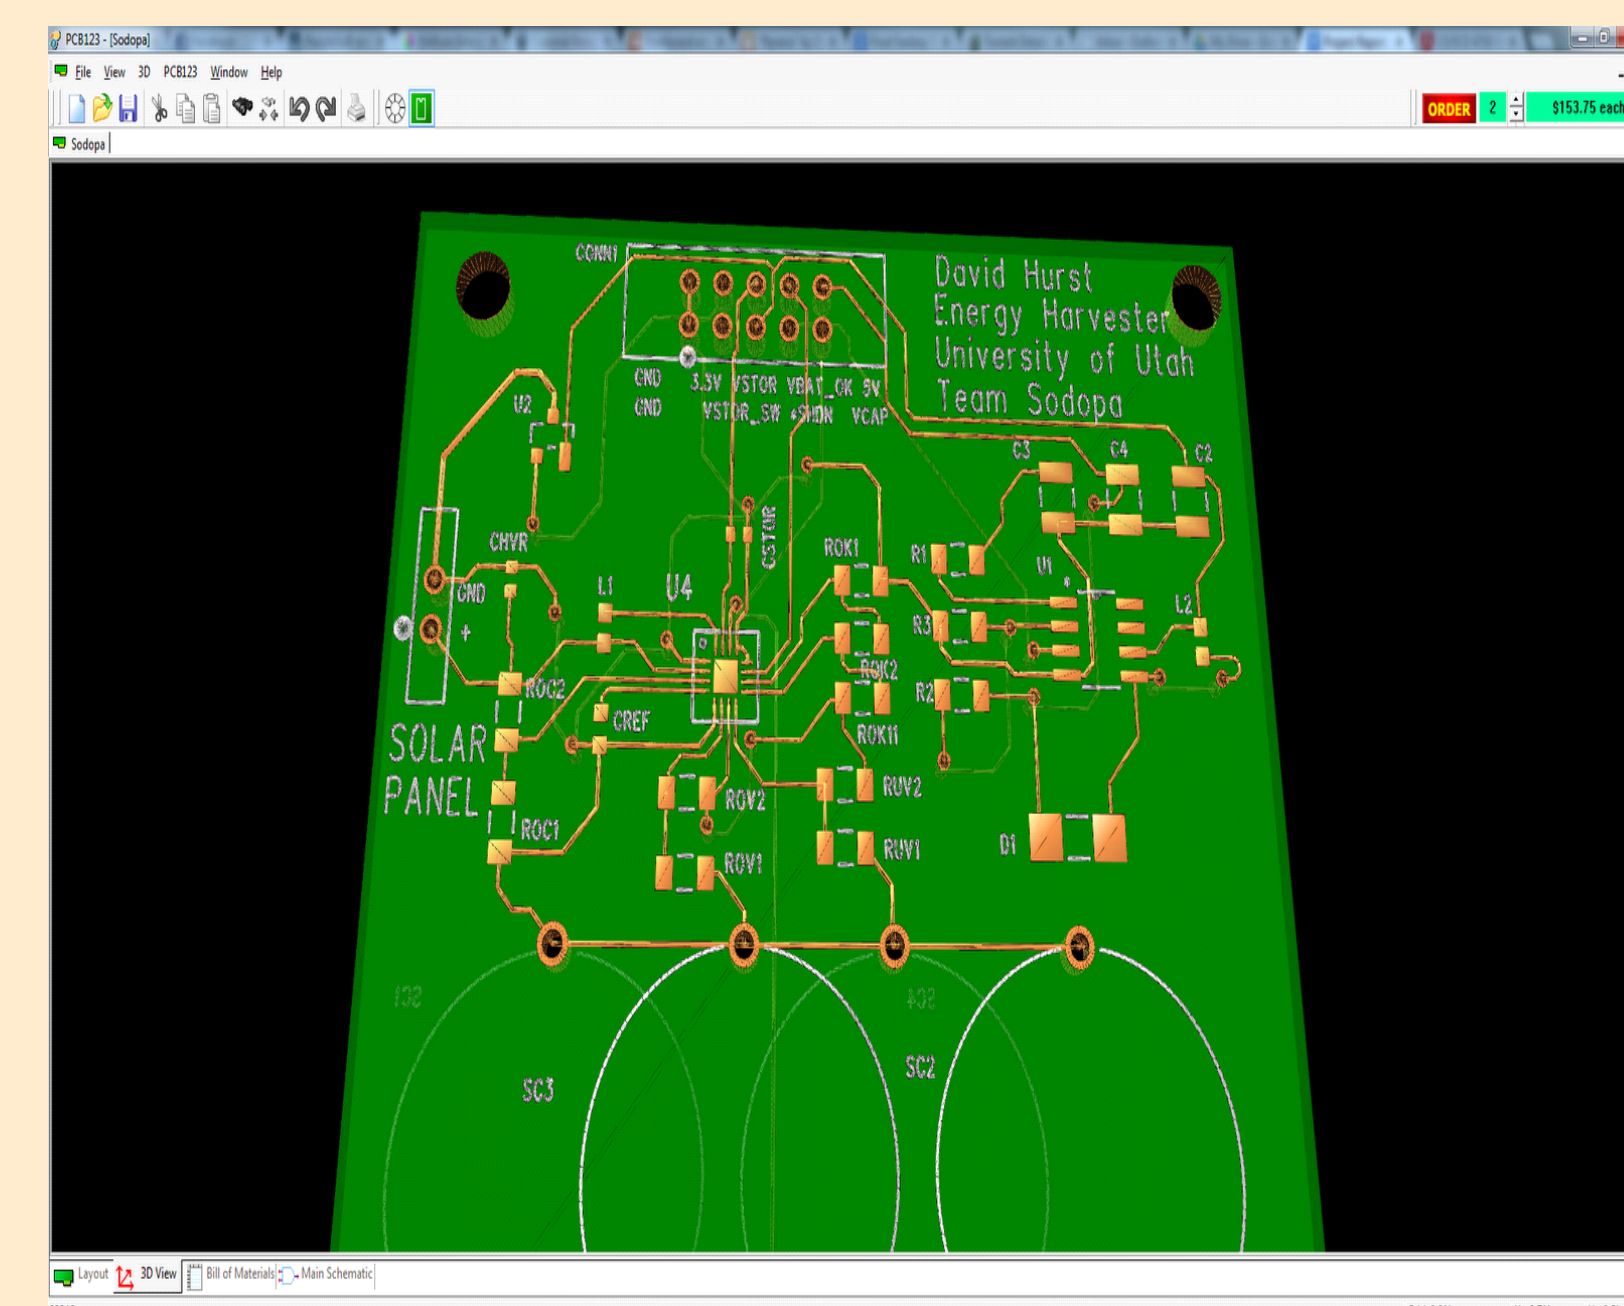 PCB123 - [Sodopa]
File View 3D PCB123 Window Help
ORDER 2 $153.75 each
Sodopa
CONN1
David Hurst
Energy Harvester
University of Utah
Team Sodopa
GND 3.3V VSTOR VBAT_OK 5V
GND VSTOR_SW +SHDN VCAP
U2
C3 C4 C2
CSTOR
CHVR
ROK1
R1
U1
GND
L1
U4
L2
+
R3
ROK2
ROC2
R2
CREF
ROK11
SOLAR
PANEL
ROV2
RUV2
ROC1
ROV1
RUV1
D1
SC1
SC4
SC2
SC3
Layout 3D View Bill of Materials Main Schematic